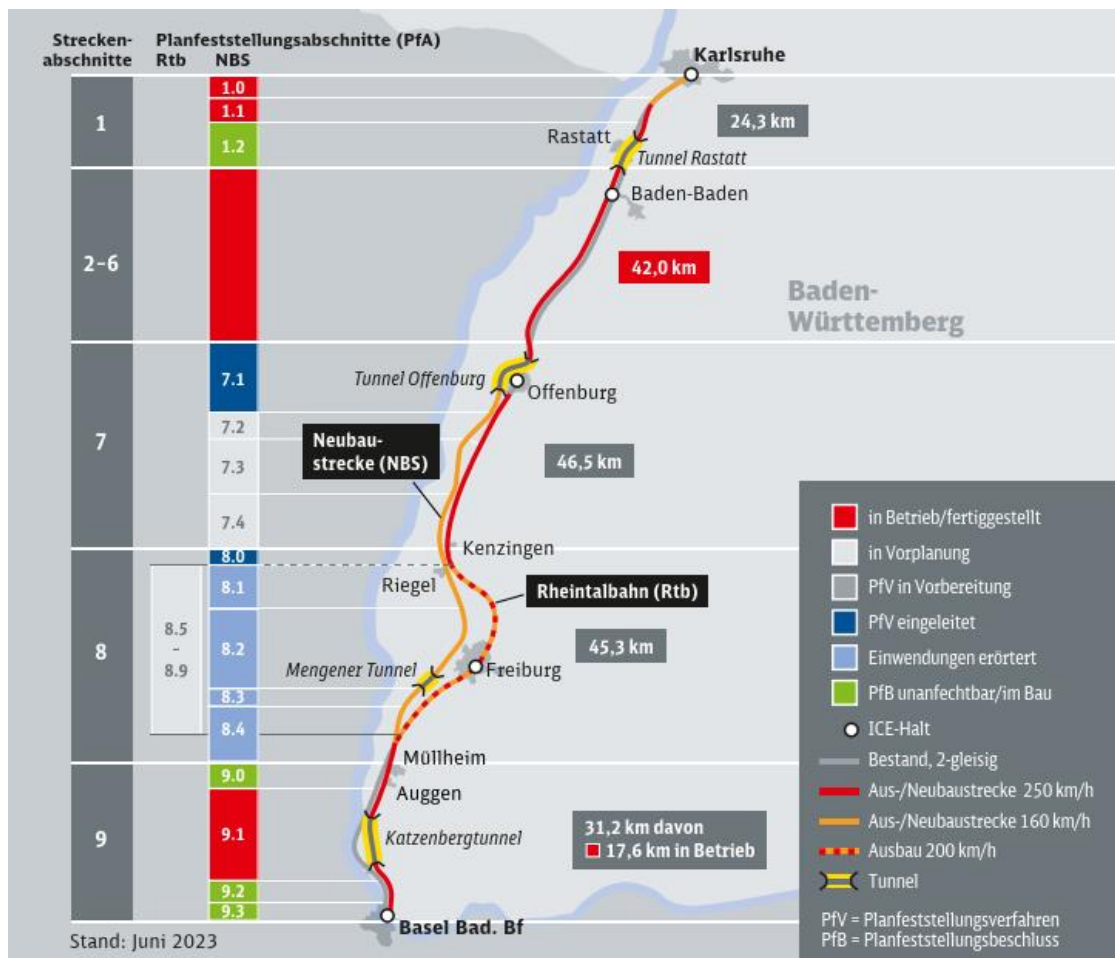 Strecken-
abschnitte
Planfeststellungsabschnitte (PfA)
Rtb
NBS
1
1.0
1.1
1.2
2–6
7
7.1
7.2
7.3
7.4
8
8.5
-
8.9
8.0
8.1
8.2
8.3
8.4
9
9.0
9.1
9.2
9.3
Karlsruhe
24,3 km
Rastatt
Tunnel Rastatt
Baden-Baden
42,0 km
Baden-
Württemberg
Tunnel Offenburg
Offenburg
Neubau-
strecke (NBS)
46,5 km
Kenzingen
Riegel
Rheintalbahn (Rtb)
45,3 km
Mengener Tunnel
Freiburg
Müllheim
Auggen
Katzenbergtunnel
31,2 km davon
17,6 km in Betrieb
Basel Bad. Bf
Stand: Juni 2023
in Betrieb/fertiggestellt
in Vorplanung
PfV in Vorbereitung
PfV eingeleitet
Einwendungen erörtert
PfB unanfechtbar/im Bau
ICE-Halt
Bestand, 2-gleisig
Aus-/Neubaustrecke 250 km/h
Aus-/Neubaustrecke 160 km/h
Ausbau 200 km/h
Tunnel
PfV = Planfeststellungsverfahren
PfB = Planfeststellungsbeschluss